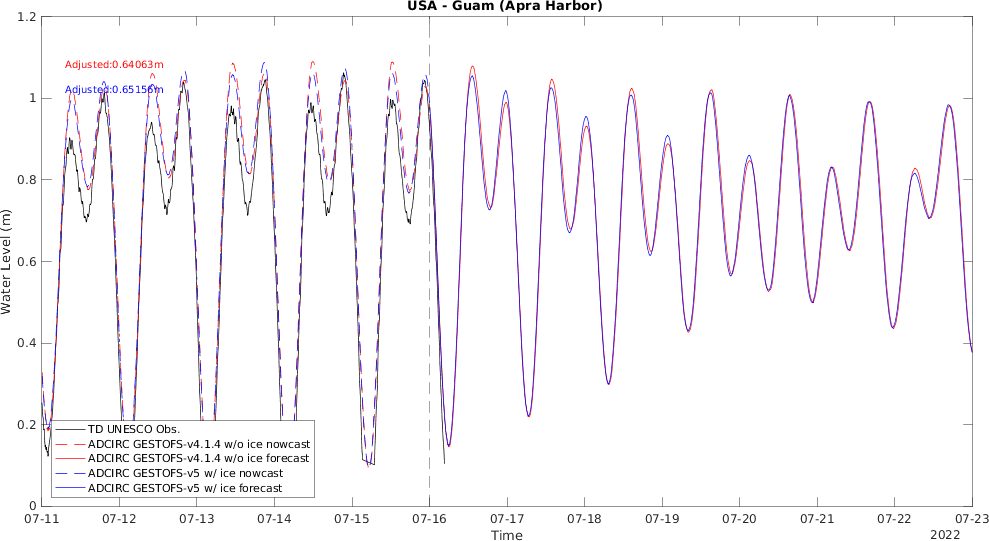 USA - Guam (Apra Harbor)
1.2
1
0.8
0.6
0.4
0.2
0
Water Level (m)
Adjusted:0.64063m
Adjusted:0.65156m
TD UNESCO Obs.
ADCIRC GESTOFS-v4.1.4 w/o ice nowcast
ADCIRC GESTOFS-v4.1.4 w/o ice forecast
ADCIRC GESTOFS-v5 w/ ice nowcast
ADCIRC GESTOFS-v5 w/ ice forecast
07-11 07-12 07-13 07-14 07-15 07-16 07-17 07-18 07-19 07-20 07-21 07-22 07-23
Time
2022